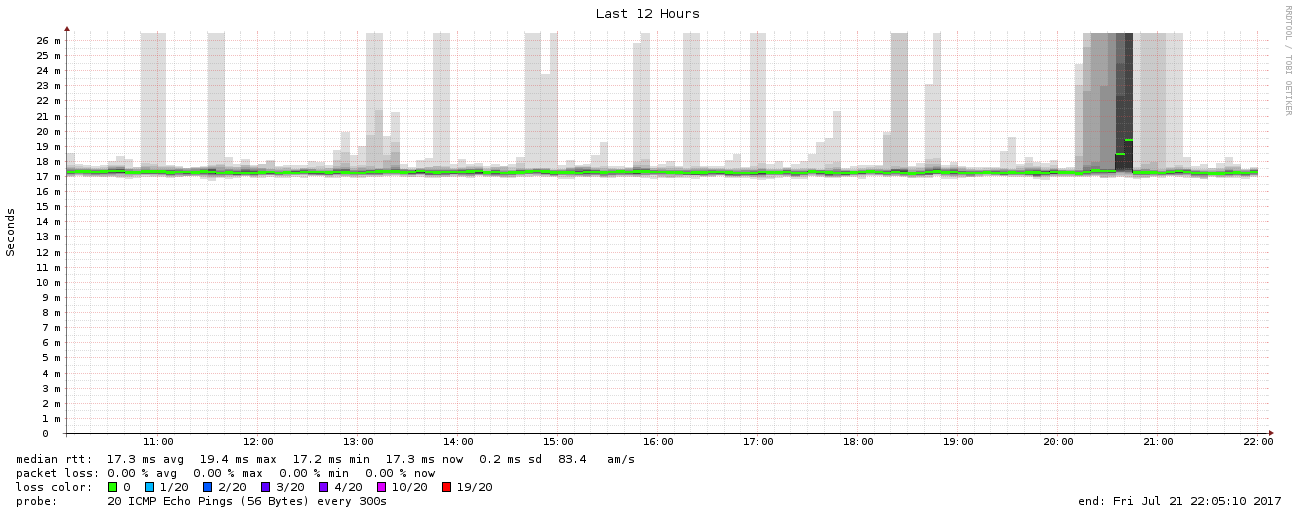 Last 12 Hours
RRDTOOL / TOBI OETIKER
Seconds
26 m
25 m
24 m
23 m
22 m
21 m
20 m
19 m
18 m
17 m
16 m
15 m
14 m
13 m
12 m
11 m
10 m
9 m
8 m
7 m
6 m
5 m
4 m
3 m
2 m
1 m
0
11:00 12:00 13:00 14:00 15:00 16:00 17:00 18:00 19:00 20:00 21:00 22:00
median rtt: 17.3 ms avg 19.4 ms max 17.2 ms min 17.3 ms now 0.2 ms sd 83.4 am/s
packet loss: 0.00 % avg 0.00 % max 0.00 % min 0.00 % now
loss color: 0 1/20 2/20 3/20 4/20 10/20 19/20
probe: 20 ICMP Echo Pings (56 Bytes) every 300s end: Fri Jul 21 22:05:10 2017